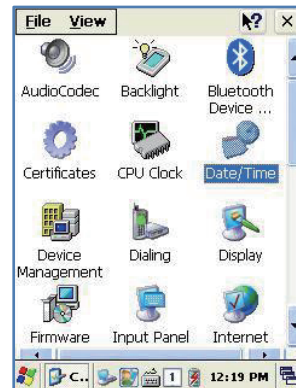 File View
AudioCodec Backlight Bluetooth
Device ...
Certificates CPU Clock Date/Time
Device Dialing Display
Management
Firmware Input Panel Internet
C.. 1 12:19 PM